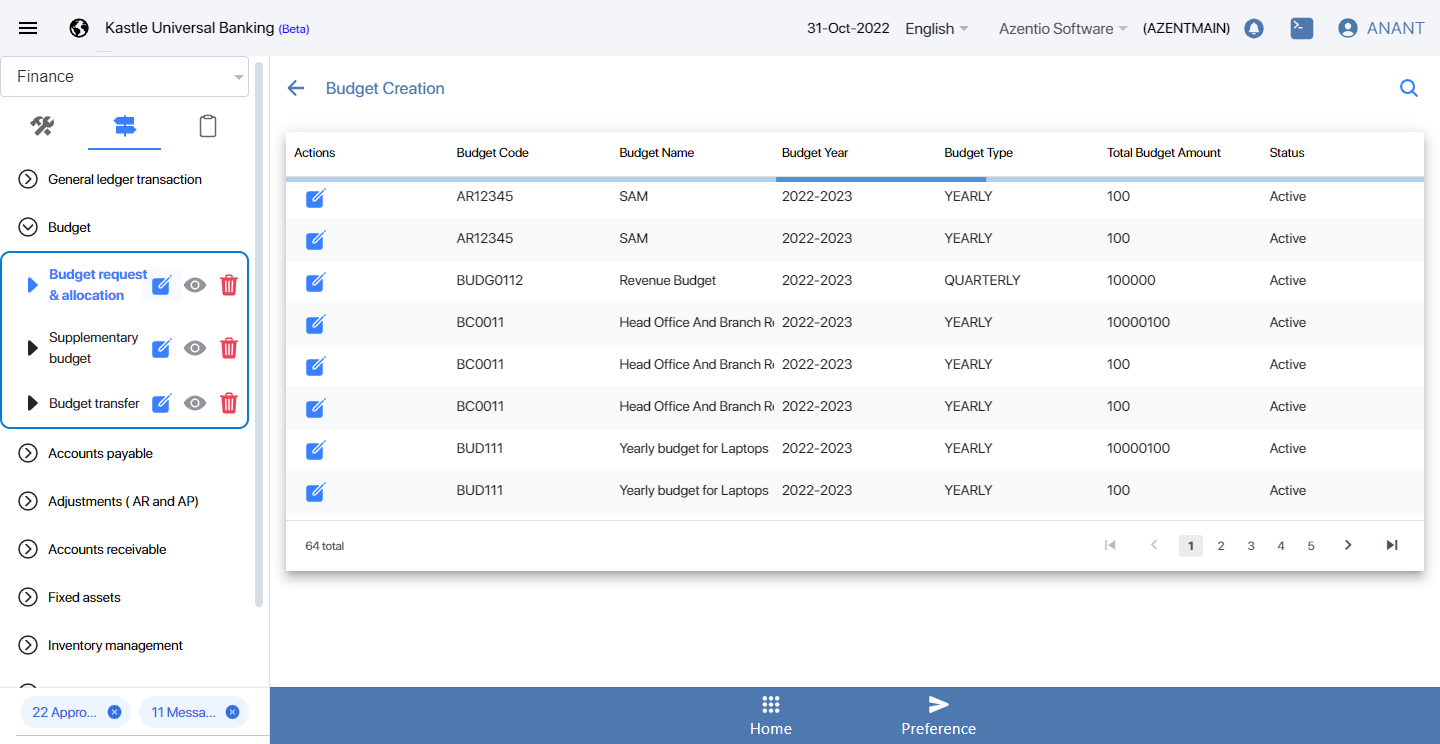 Kastle Universal Banking (Beta)
31-Oct-2022 English Azentio Software (AZENTMAIN) ANANT
Finance
General ledger transaction
Budget
Budget request
& allocation
Supplementary
budget
Budget transfer
Accounts payable
Adjustments ( AR and AP)
Accounts receivable
Fixed assets
Inventory management
22 Appro...
11 Messa...
Budget Creation
Actions Budget Code Budget Name Budget Year Budget Type Total Budget Amount Status
AR12345 SAM 2022-2023 YEARLY 100 Active
AR12345 SAM 2022-2023 YEARLY 100 Active
BUDG0112 Revenue Budget 2022-2023 QUARTERLY 100000 Active
BC0011 Head Office And Branch 2022-2023 YEARLY 10000100 Active
BC0011 Head Office And Branch 2022-2023 YEARLY 100 Active
BC0011 Head Office And Branch 2022-2023 YEARLY 100 Active
BUD111 Yearly budget for Laptops 2022-2023 YEARLY 10000100 Active
BUD111 Yearly budget for Laptops 2022-2023 YEARLY 100 Active
64 total
1 2 3 4 5
Home
Preference